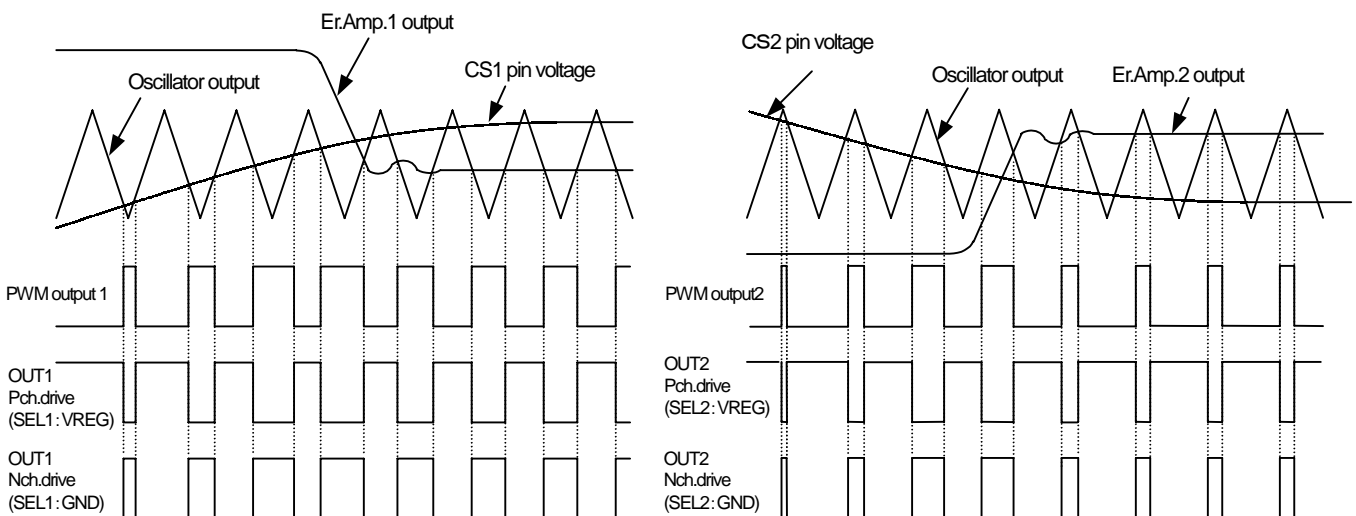 Er.Amp.1 output
Oscillator output
CS1 pin voltage
PWM output 1
OUT1
Pch.drive
(SEL1: VREG)
OUT1
Nch.drive
(SEL1: GND)
CS2 pin voltage
Oscillator output
Er.Amp.2 output
PWM output2
OUT2
Pch.drive
(SEL2: VREG)
OUT2
Nch.drive
(SEL2: GND)